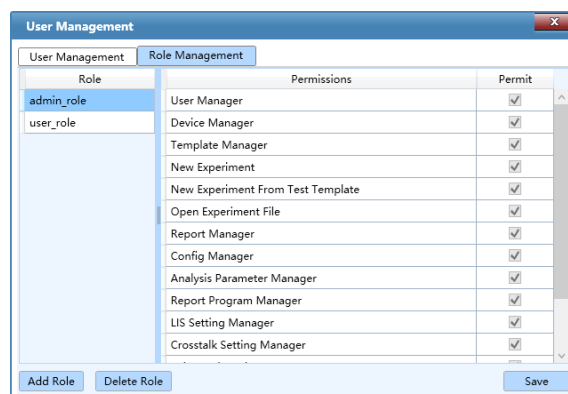 User Management
x
User Management Role Management
Role Permissions Permit
admin_role User Manager
user_role Device Manager
Template Manager
New Experiment
New Experiment From Test Template
Open Experiment File
Report Manager
Config Manager
Analysis Parameter Manager
Report Program Manager
LIS Setting Manager
Crosstalk Setting Manager
Add Role Delete Role Save